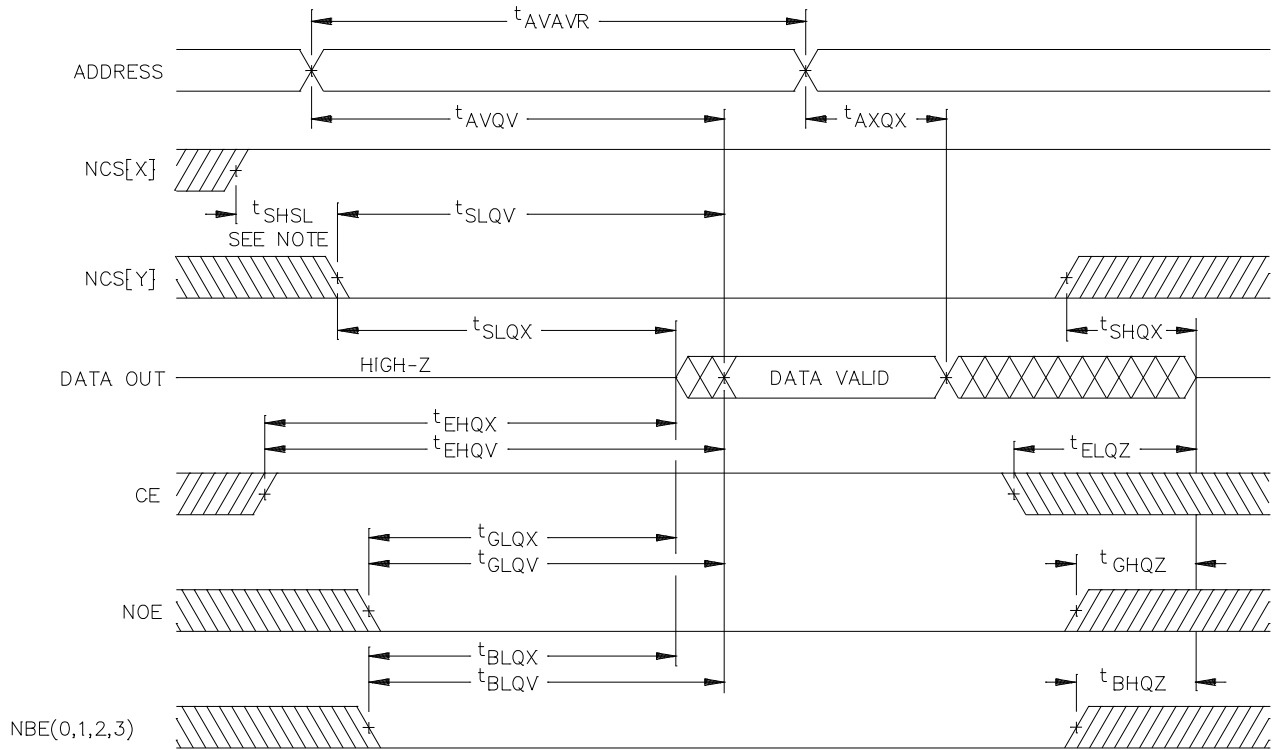 tAVAVR
ADDRESS
tAVQV
tAXQX
NCS[X]
tSHSL
tSLQV
SEE NOTE
NCS[Y]
tSLQX
tSHQX
HIGH-Z
DATA OUT
DATA VALID
tEHQX
tEHQV
tELQZ
CE
tGLQX
tGLQV
tGHQZ
NOE
tBLQX
tBLQV
tBHQZ
NBE(0,1,2,3)